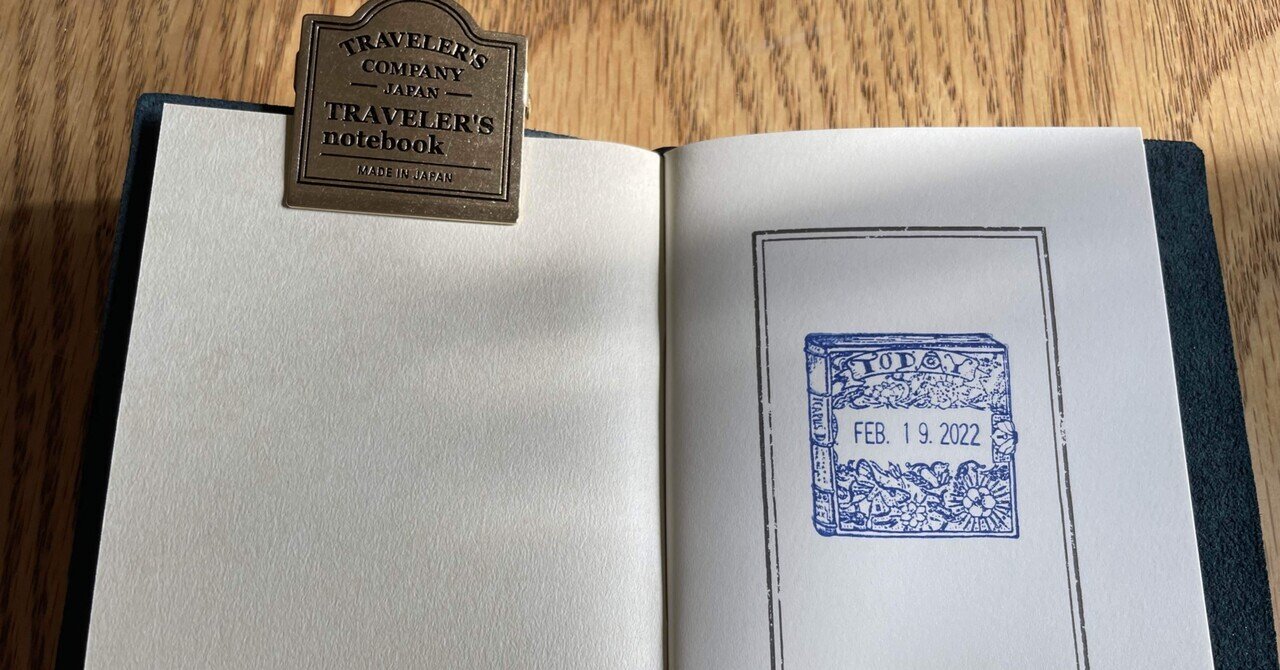 TRAVELER'S
COMPANY
JAPAN
TRAVELER'S
notebook
MADE IN JAPAN
TODAY
FEB. 19. 2022